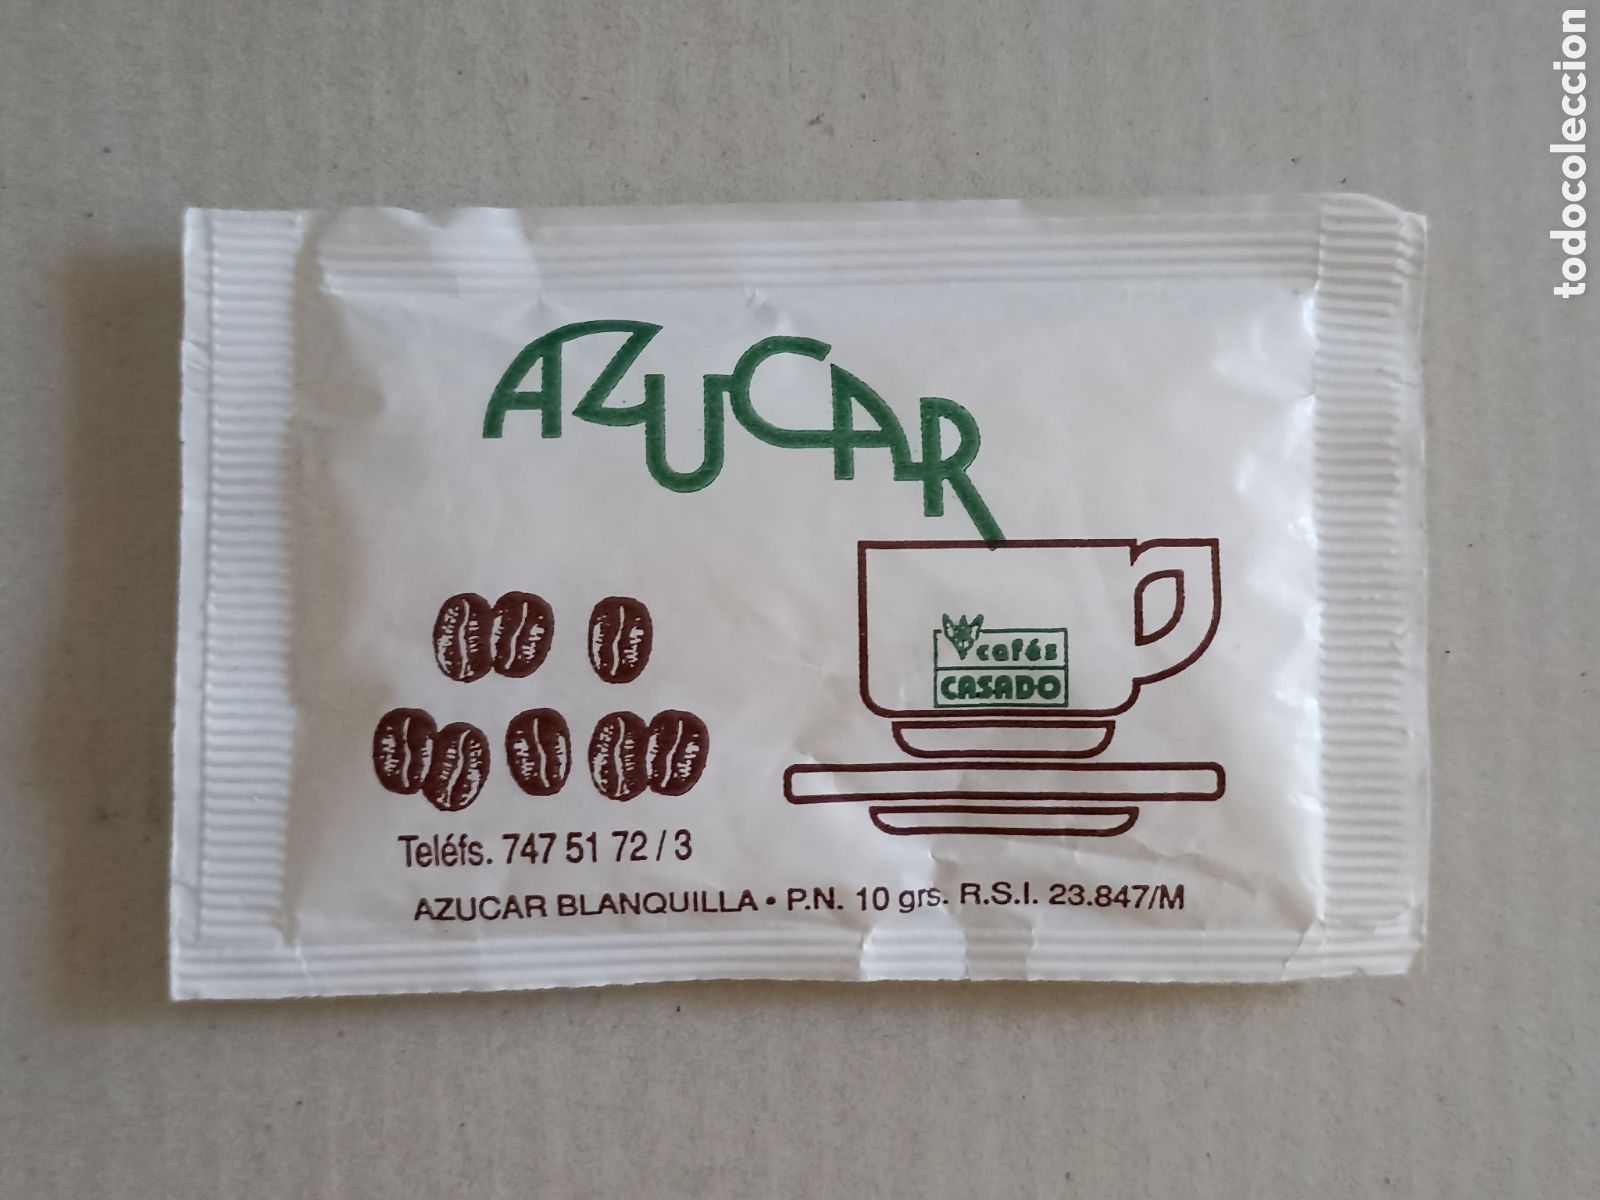 AZUCAR
cafés
CASADO
Teléfs. 747 51 72 / 3
AZUCAR BLANQUILLA • P.N. 10 grs. R.S.I. 23.847/M
todocoleccion